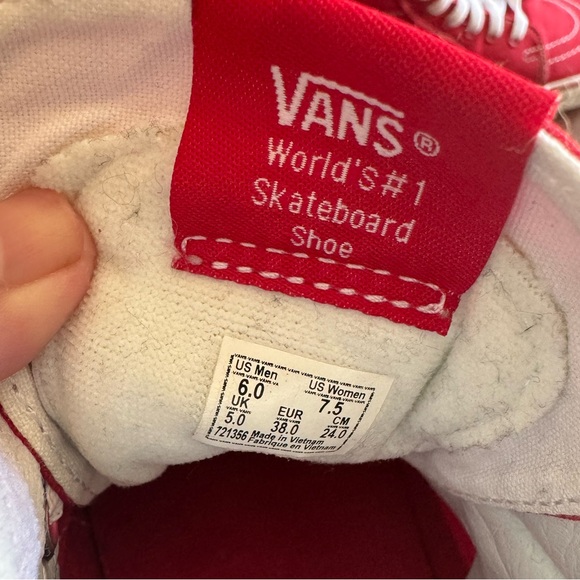 VANS®
World's #1
Skateboard
Shoe
US Men US Women
6.0 7.5
UK EUR CM
5.0 38.0 24.0
721356 Made in Vietnam
Fabrique en Vietnam